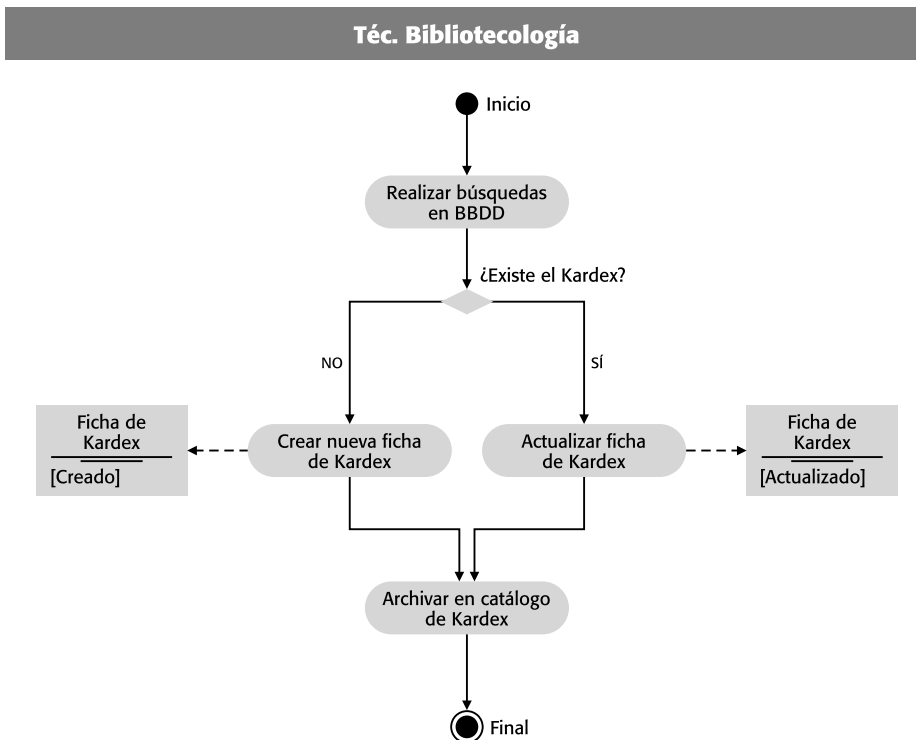 Téc. Bibliotecología
Inicio
Realizar búsquedas
en BBDD
¿Existe el Kardex?
NO
SÍ
Ficha de
Kardex
[Creado]
Crear nueva ficha
de Kardex
Actualizar ficha
de Kardex
Ficha de
Kardex
[Actualizado]
Archivar en catálogo
de Kardex
Final